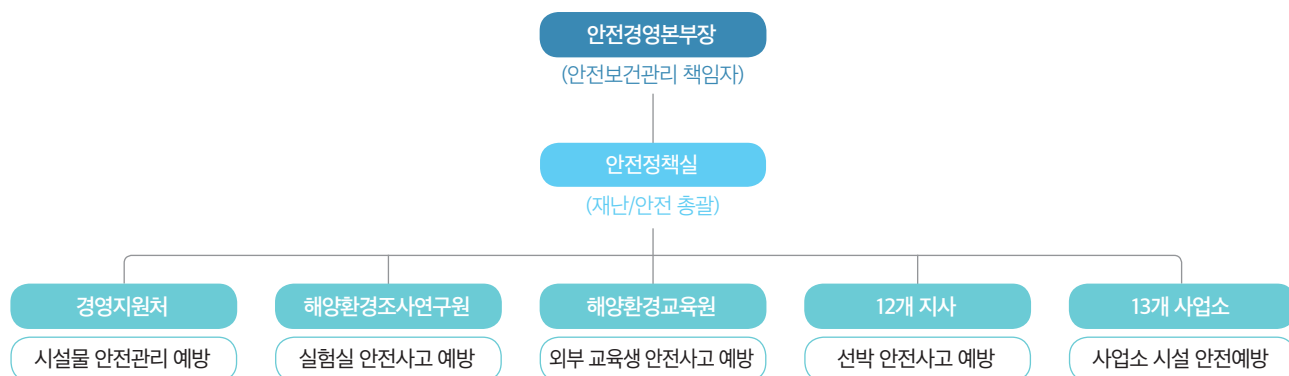 안전경영본부장
(안전보건관리 책임자)
안전정책실
(재난/안전 총괄)
경영지원처
해양환경조사연구원
해양환경교육원
12개 지사
13개 사업소
시설물 안전관리 예방
실험실 안전사고 예방
외부 교육생 안전사고 예방
선박 안전사고 예방
사업소 시설 안전예방